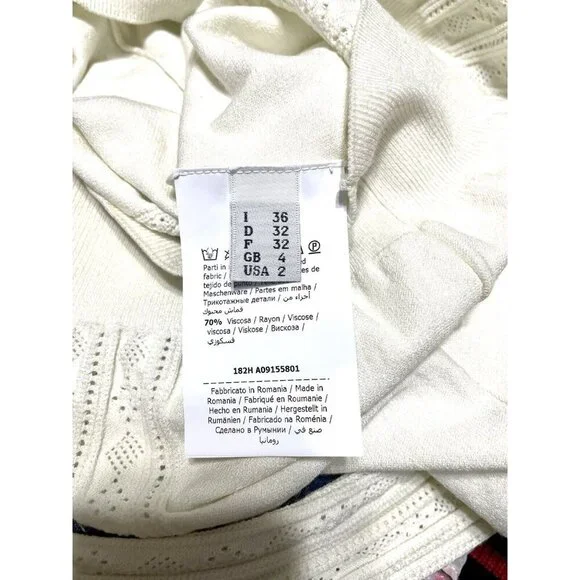 I 36
D 32
F 32
GB 4
USA 2
Parti in
fabric /
tejido de
Maschenware / Partes em malha /
Трикотажные детали / أجزاء من
قماش محبوك
70% Viscosa / Rayon / Viscose /
viscosa / Viskose / Вискоза /
فسكوزي
182H A09155801
Fabbricato in Romania / Made in
Romania / Fabriqué en Roumanie /
Hecho en Rumania / Hergestellt in
Rumänien / Fabricado na Roménia /
Сделано в Румынии / صنع في
رومانيا